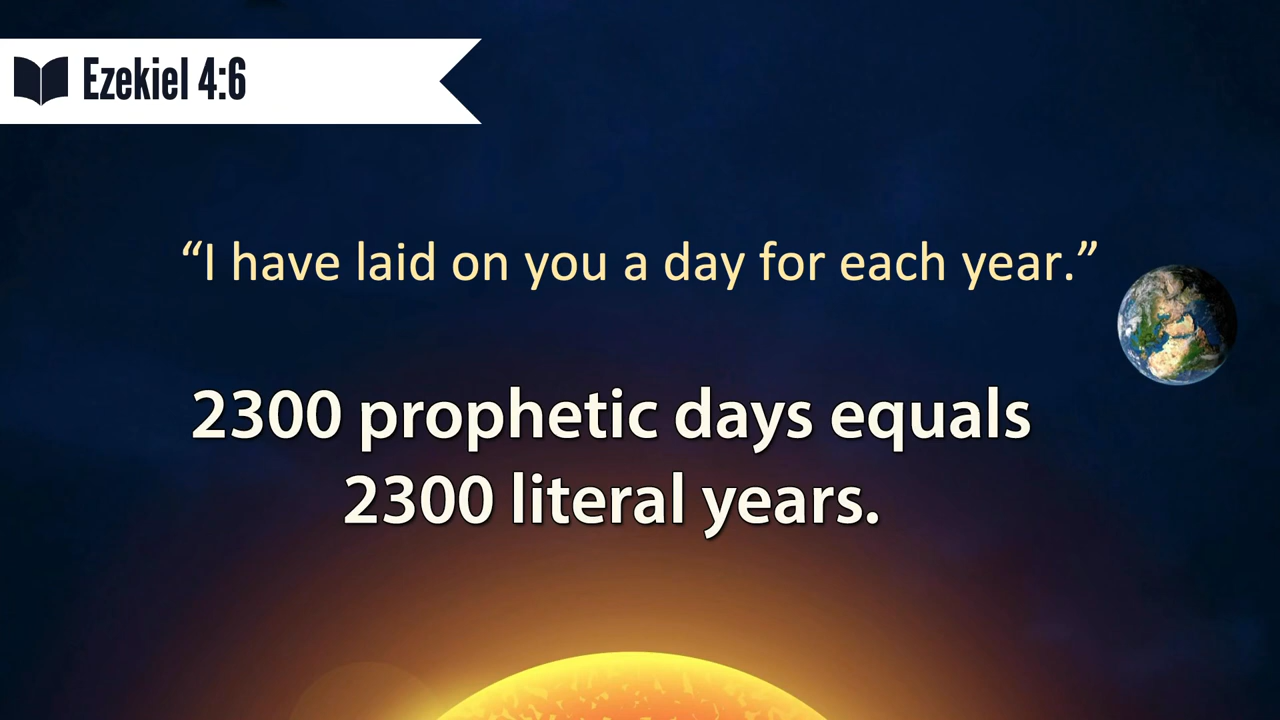 Ezekiel 4:6
“I have laid on you a day for each year.”
2300 prophetic days equals
2300 literal years.